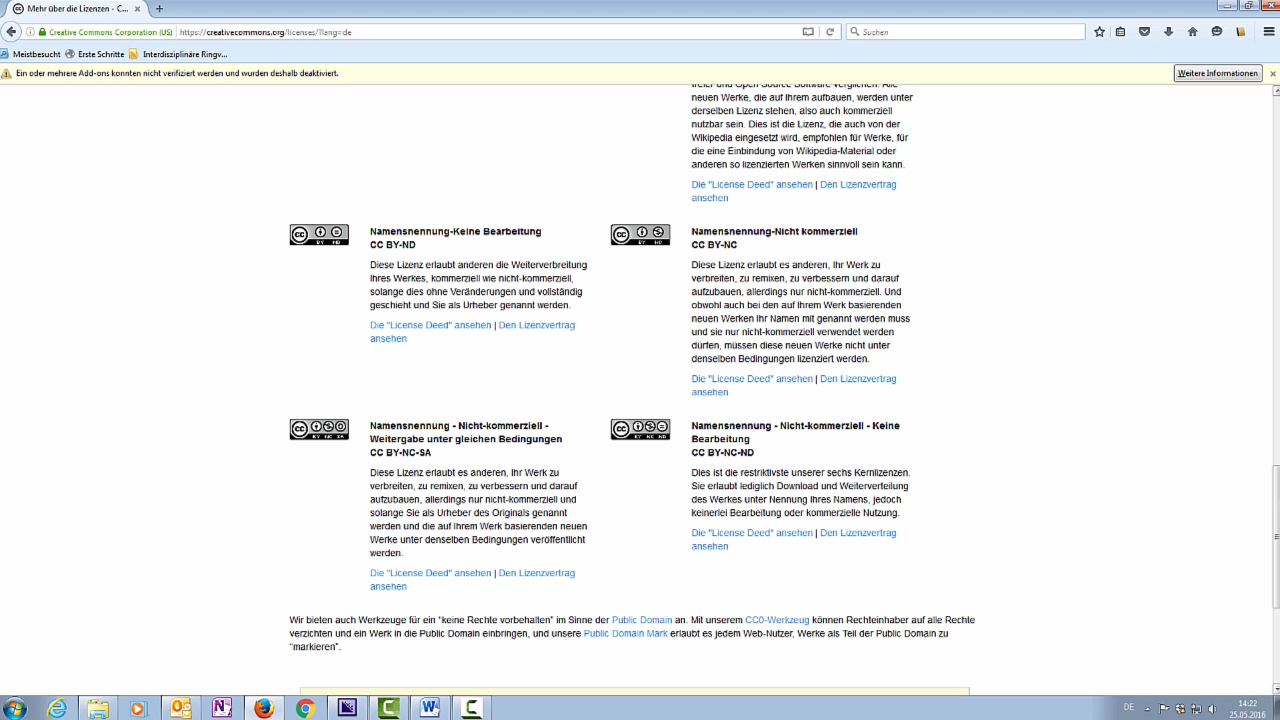 Mehr über die Lizenzen - C...
Creative Commons Corporation (US)
https://creativecommons.org/licenses/?lang=de
Suchen
Meistbesucht
Erste Schritte
Interdisziplinäre Ringv...
Ein oder mehrere Add-ons konnten nicht verifiziert werden und wurden deshalb deaktiviert.
Weitere Informationen
freier und Open Source Software verglichen. Alle
neuen Werke, die auf Ihrem aufbauen, werden unter
derselben Lizenz stehen, also auch kommerziell
nutzbar sein. Dies ist die Lizenz, die auch von der
Wikipedia eingesetzt wird, empfohlen für Werke, für
die eine Einbindung von Wikipedia-Material oder
anderen so lizenzierten Werken sinnvoll sein kann.
Die "License Deed" ansehen | Den Lizenzvertrag
ansehen
CC BY ND
Namensnennung-Keine Bearbeitung
CC BY-ND
Diese Lizenz erlaubt anderen die Weiterverbreitung
Ihres Werkes, kommerziell wie nicht-kommerziell,
solange dies ohne Veränderungen und vollständig
geschieht und Sie als Urheber genannt werden.
Die "License Deed" ansehen | Den Lizenzvertrag
ansehen
CC BY NC
Namensnennung-Nicht kommerziell
CC BY-NC
Diese Lizenz erlaubt es anderen, Ihr Werk zu
verbreiten, zu remixen, zu verbessern und darauf
aufzubauen, allerdings nur nicht-kommerziell. Und
obwohl auch bei den auf Ihrem Werk basierenden
neuen Werken Ihr Namen mit genannt werden muss
und sie nur nicht-kommerziell verwendet werden
dürfen, müssen diese neuen Werke nicht unter
denselben Bedingungen lizenziert werden.
Die "License Deed" ansehen | Den Lizenzvertrag
ansehen
CC BY NC SA
Namensnennung - Nicht-kommerziell -
Weitergabe unter gleichen Bedingungen
CC BY-NC-SA
Diese Lizenz erlaubt es anderen, Ihr Werk zu
verbreiten, zu remixen, zu verbessern und darauf
aufzubauen, allerdings nur nicht-kommerziell und
solange Sie als Urheber des Originals genannt
werden und die auf Ihrem Werk basierenden neuen
Werke unter denselben Bedingungen veröffentlicht
werden.
Die "License Deed" ansehen | Den Lizenzvertrag
ansehen
CC BY NC ND
Namensnennung - Nicht-kommerziell - Keine
Bearbeitung
CC BY-NC-ND
Dies ist die restriktivste unserer sechs Kernlizenzen.
Sie erlaubt lediglich Download und Weiterverteilung
des Werkes unter Nennung Ihres Namens, jedoch
keinerlei Bearbeitung oder kommerzielle Nutzung.
Die "License Deed" ansehen | Den Lizenzvertrag
ansehen
Wir bieten auch Werkzeuge für ein "keine Rechte vorbehalten" im Sinne der Public Domain an. Mit unserem CC0-Werkzeug können Rechteinhaber auf alle Rechte
verzichten und ein Werk in die Public Domain einbringen, und unsere Public Domain Mark erlaubt es jedem Web-Nutzer, Werke als Teil der Public Domain zu
"markieren".
DE
14:22
25.05.2016